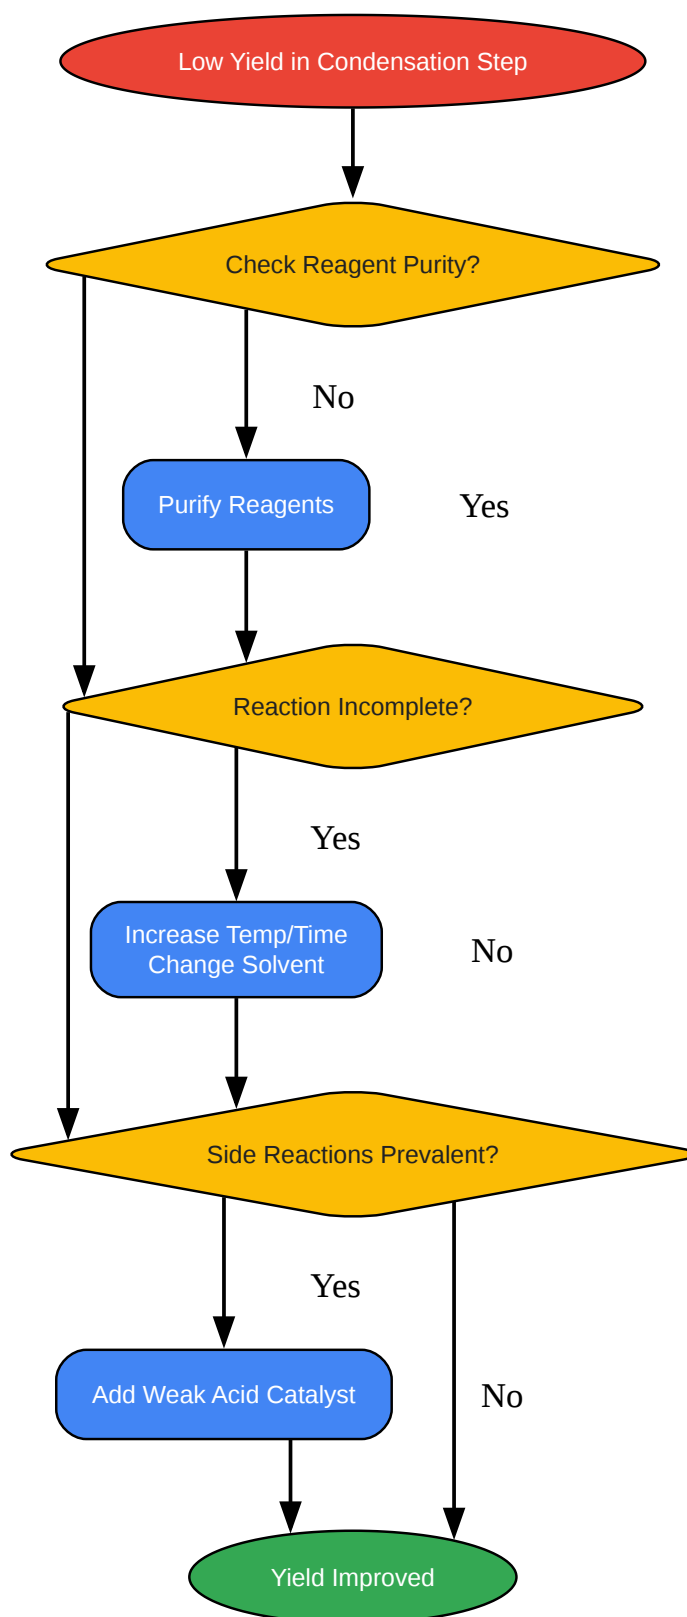 Low Yield in Condensation Step
Check Reagent Purity?
No
Purify Reagents
Yes
Reaction Incomplete?
Yes
Increase Temp/Time
Change Solvent
No
Side Reactions Prevalent?
Yes
Add Weak Acid Catalyst
No
Yield Improved